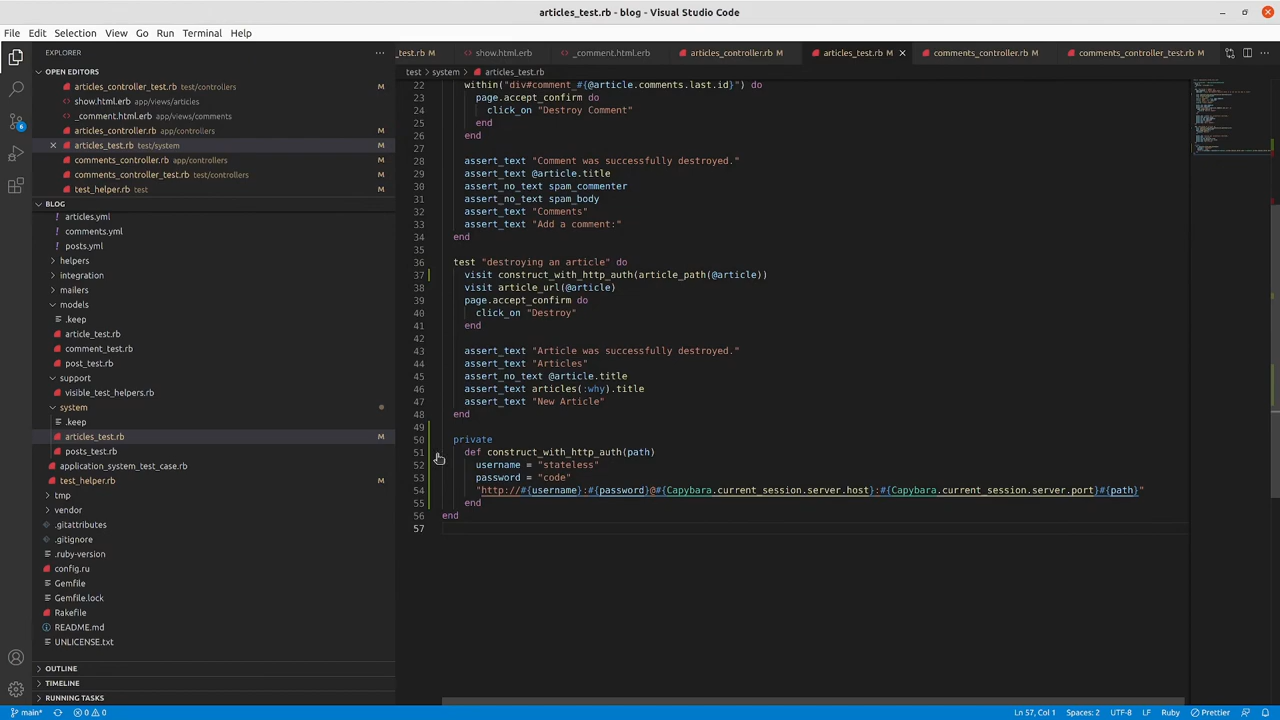 articles_test.rb - blog - Visual Studio Code
File Edit Selection View Go Run Terminal Help
EXPLORER
OPEN EDITORS
articles_controller_test.rb test/controllers M
show.html.erb app/views/articles
_comment.html.erb app/views/comments
articles_controller.rb app/controllers M
articles_test.rb test/system M
comments_controller.rb app/controllers M
comments_controller_test.rb test/controllers M
test_helper.rb test M
BLOG
articles.yml
comments.yml
posts.yml
helpers
integration
mailers
models
.keep
article_test.rb
comment_test.rb
post_test.rb
support
visible_test_helpers.rb
system
.keep
articles_test.rb M
posts_test.rb
application_system_test_case.rb
test_helper.rb M
tmp
vendor
.gitattributes
.gitignore
.ruby-version
config.ru
Gemfile
Gemfile.lock
Rakefile
README.md
UNLICENSE.txt
OUTLINE
TIMELINE
RUNNING TASKS
_test.rb M show.html.erb _comment.html.erb articles_controller.rb M articles_test.rb M comments_controller.rb M comments_controller_test.rb M
test > system > articles_test.rb
22 within("div#comment_#{@article.comments.last.id}") do
23 page.accept_confirm do
24 click_on "Destroy Comment"
25 end
26 end
27
28 assert_text "Comment was successfully destroyed."
29 assert_text @article.title
30 assert_no_text spam_commenter
31 assert_no_text spam_body
32 assert_text "Comments"
33 assert_text "Add a comment:"
34 end
35
36 test "destroying an article" do
37 visit construct_with_http_auth(article_path(@article))
38 visit article_url(@article)
39 page.accept_confirm do
40 click_on "Destroy"
41 end
42
43 assert_text "Article was successfully destroyed."
44 assert_text "Articles"
45 assert_no_text @article.title
46 assert_text articles(:why).title
47 assert_text "New Article"
48 end
49
50 private
51 def construct_with_http_auth(path)
52 username = "stateless"
53 password = "code"
54 "http://#{username}:#{password}@#{Capybara.current_session.server.host}:#{Capybara.current_session.server.port}#{path}"
55 end
56 end
57
6
main* 0 0 Ln 57, Col 1 Spaces: 2 UTF-8 LF Ruby Prettier